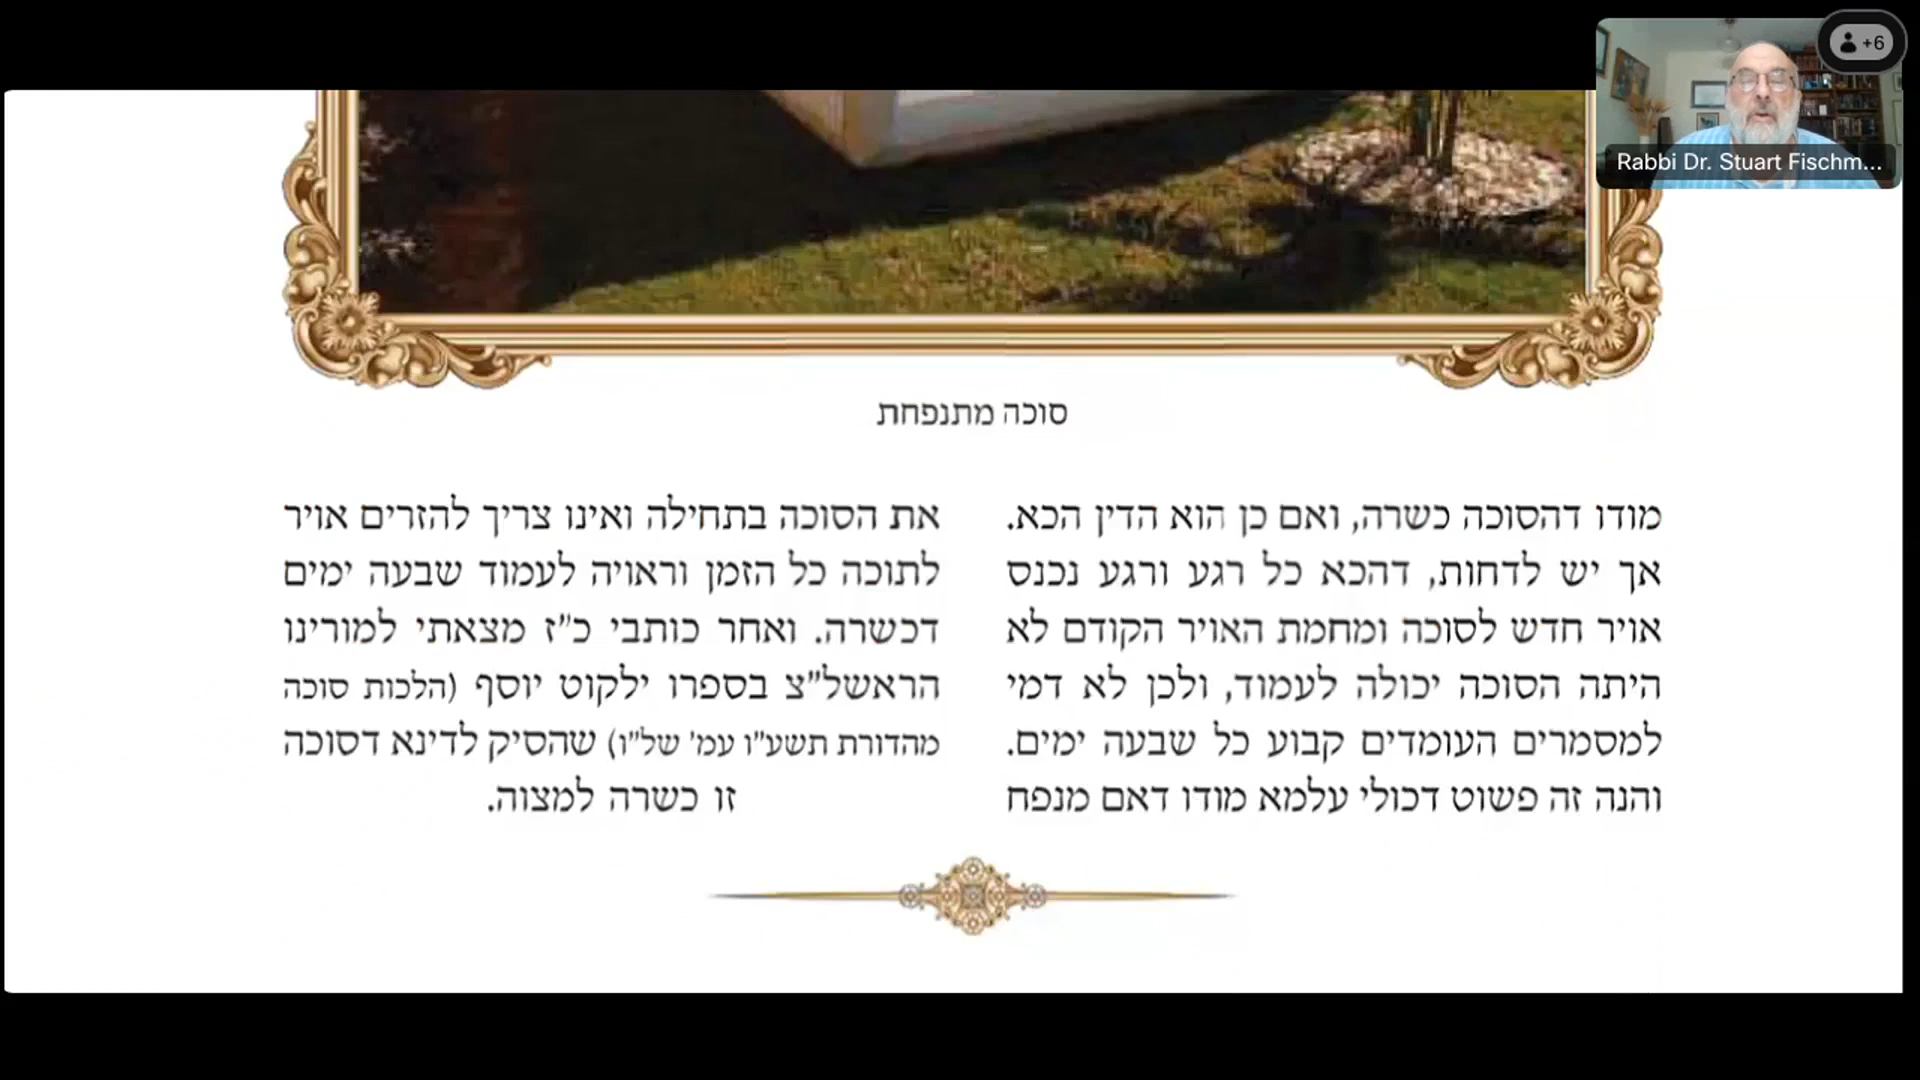 +6
Rabbi Dr. Stuart Fischm...
סוכה מתנפחת
מודו דהסוכה כשרה, ואם כן הוא הדין הכא.
אך יש לדחות, דהכא כל רגע ורגע נכנס
אויר חדש לסוכה ומחמת האויר הקודם לא
היתה הסוכה יכולה לעמוד, ולכן לא דמי
למסמרים העומדים קבוע כל שבעה ימים.
והנה זה פשוט דכולי עלמא מודו דאם מנפח
את הסוכה בתחילה ואינו צריך להזרים אויר
לתוכה כל הזמן וראויה לעמוד שבעה ימים
דכשרה. ואחר כותבי כ"ז מצאתי למורינו
הראשל"צ בספרו ילקוט יוסף (הלכות סוכה
מהדורת תשע"ו עמ' של"ו) שהסיק לדינא דסוכה
זו כשרה למצוה.